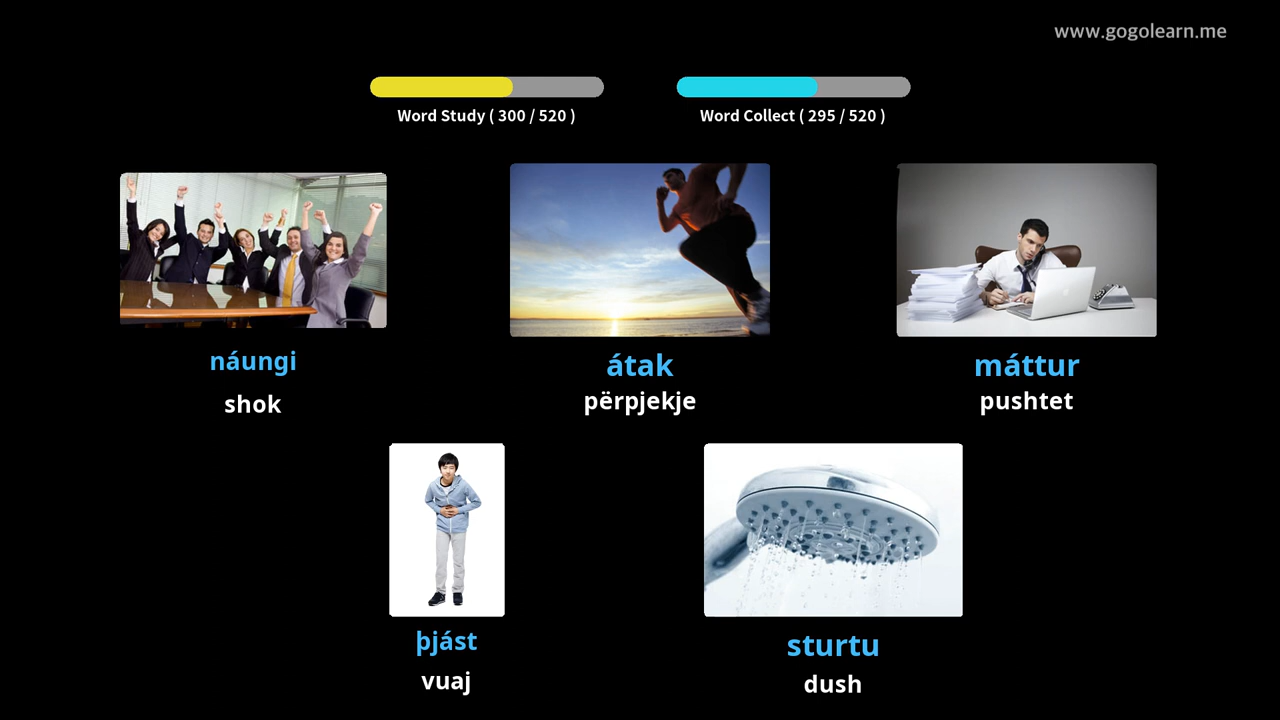 www.gogolearn.me
Word Study ( 300 / 520 )
Word Collect ( 295 / 520 )
náungi
shok
átak
përpjekje
máttur
pushtet
þjást
vuaj
sturtu
dush